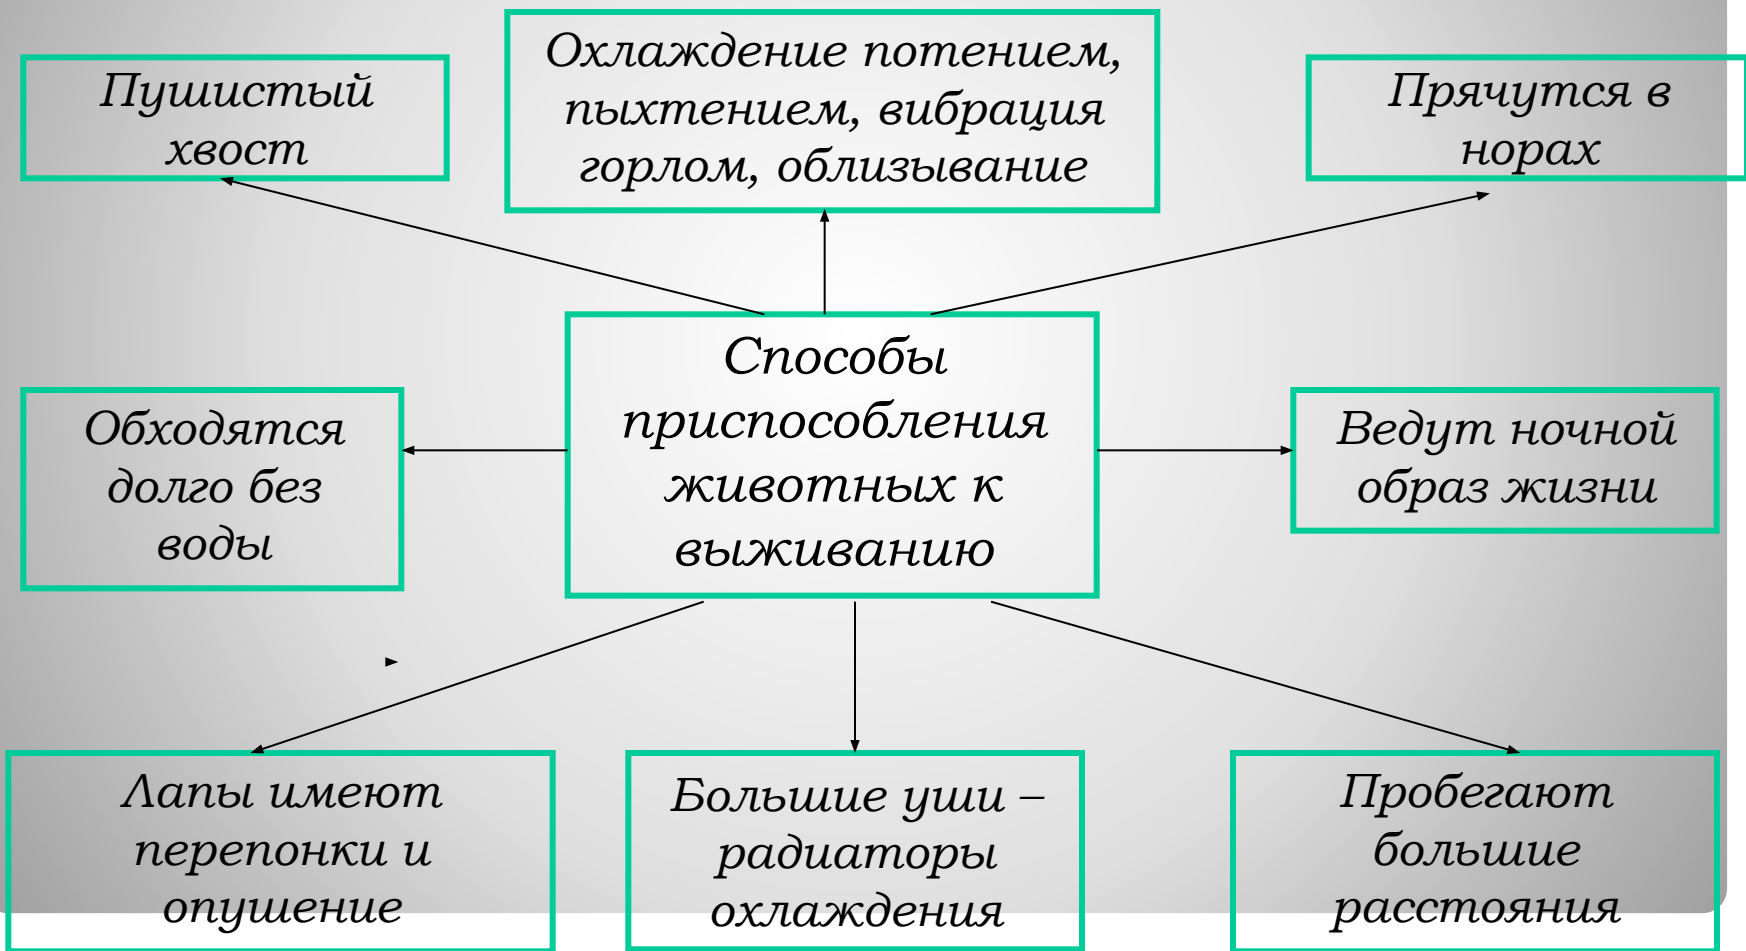 Пушистый
хвост
Охлаждение потением,
пыхтением, вибрация
горлом, облизывание
Прячутся в
норах
Способы
приспособления
животных к
выживанию
Обходятся
долго без
воды
Ведут ночной
образ жизни
Лапы имеют
перепонки и
опушение
Большие уши –
радиаторы
охлаждения
Пробегают
большие
расстояния